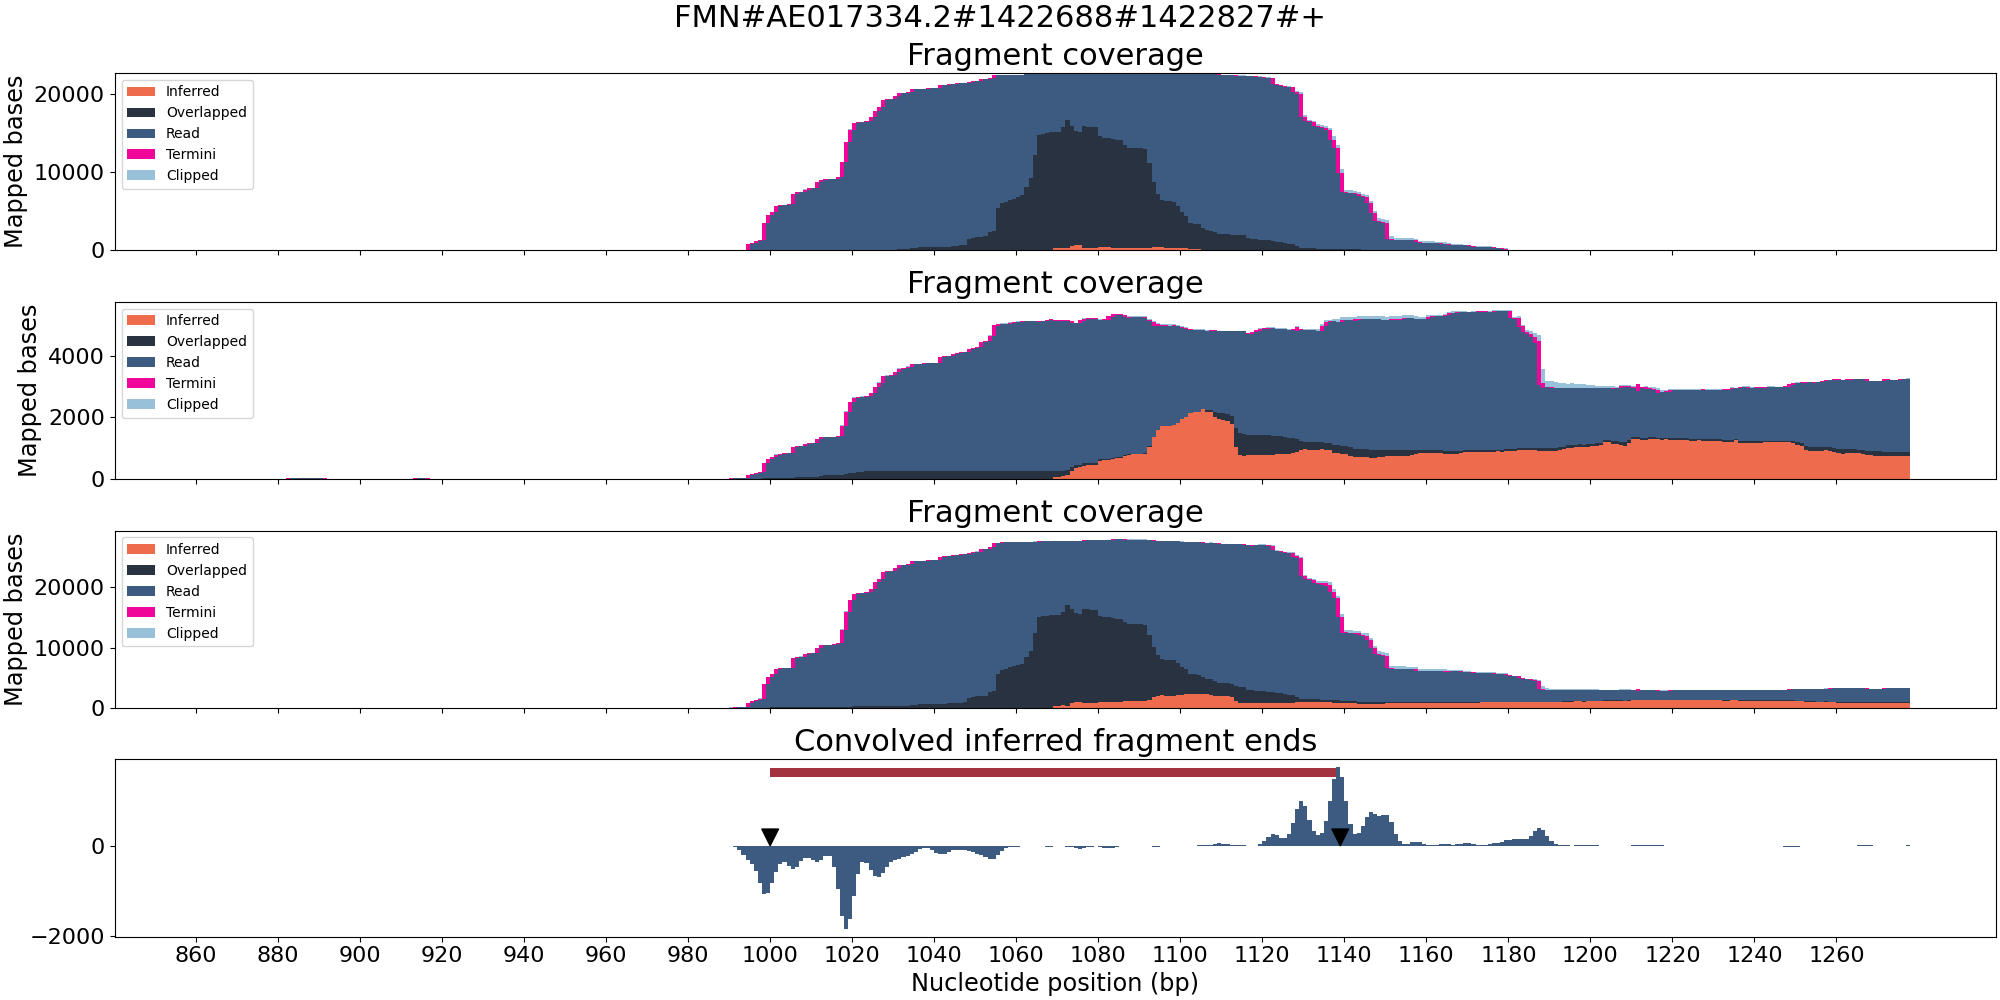 FMN#AE017334.2#1422688#1422827#+
Fragment coverage
Mapped bases
20000
10000
0
Inferred
Overlapped
Read
Termini
Clipped
Fragment coverage
Mapped bases
4000
2000
0
Inferred
Overlapped
Read
Termini
Clipped
Fragment coverage
Mapped bases
20000
10000
0
Inferred
Overlapped
Read
Termini
Clipped
Convolved inferred fragment ends
0
−2000
860 880 900 920 940 960 980 1000 1020 1040 1060 1080 1100 1120 1140 1160 1180 1200 1220 1240 1260
Nucleotide position (bp)